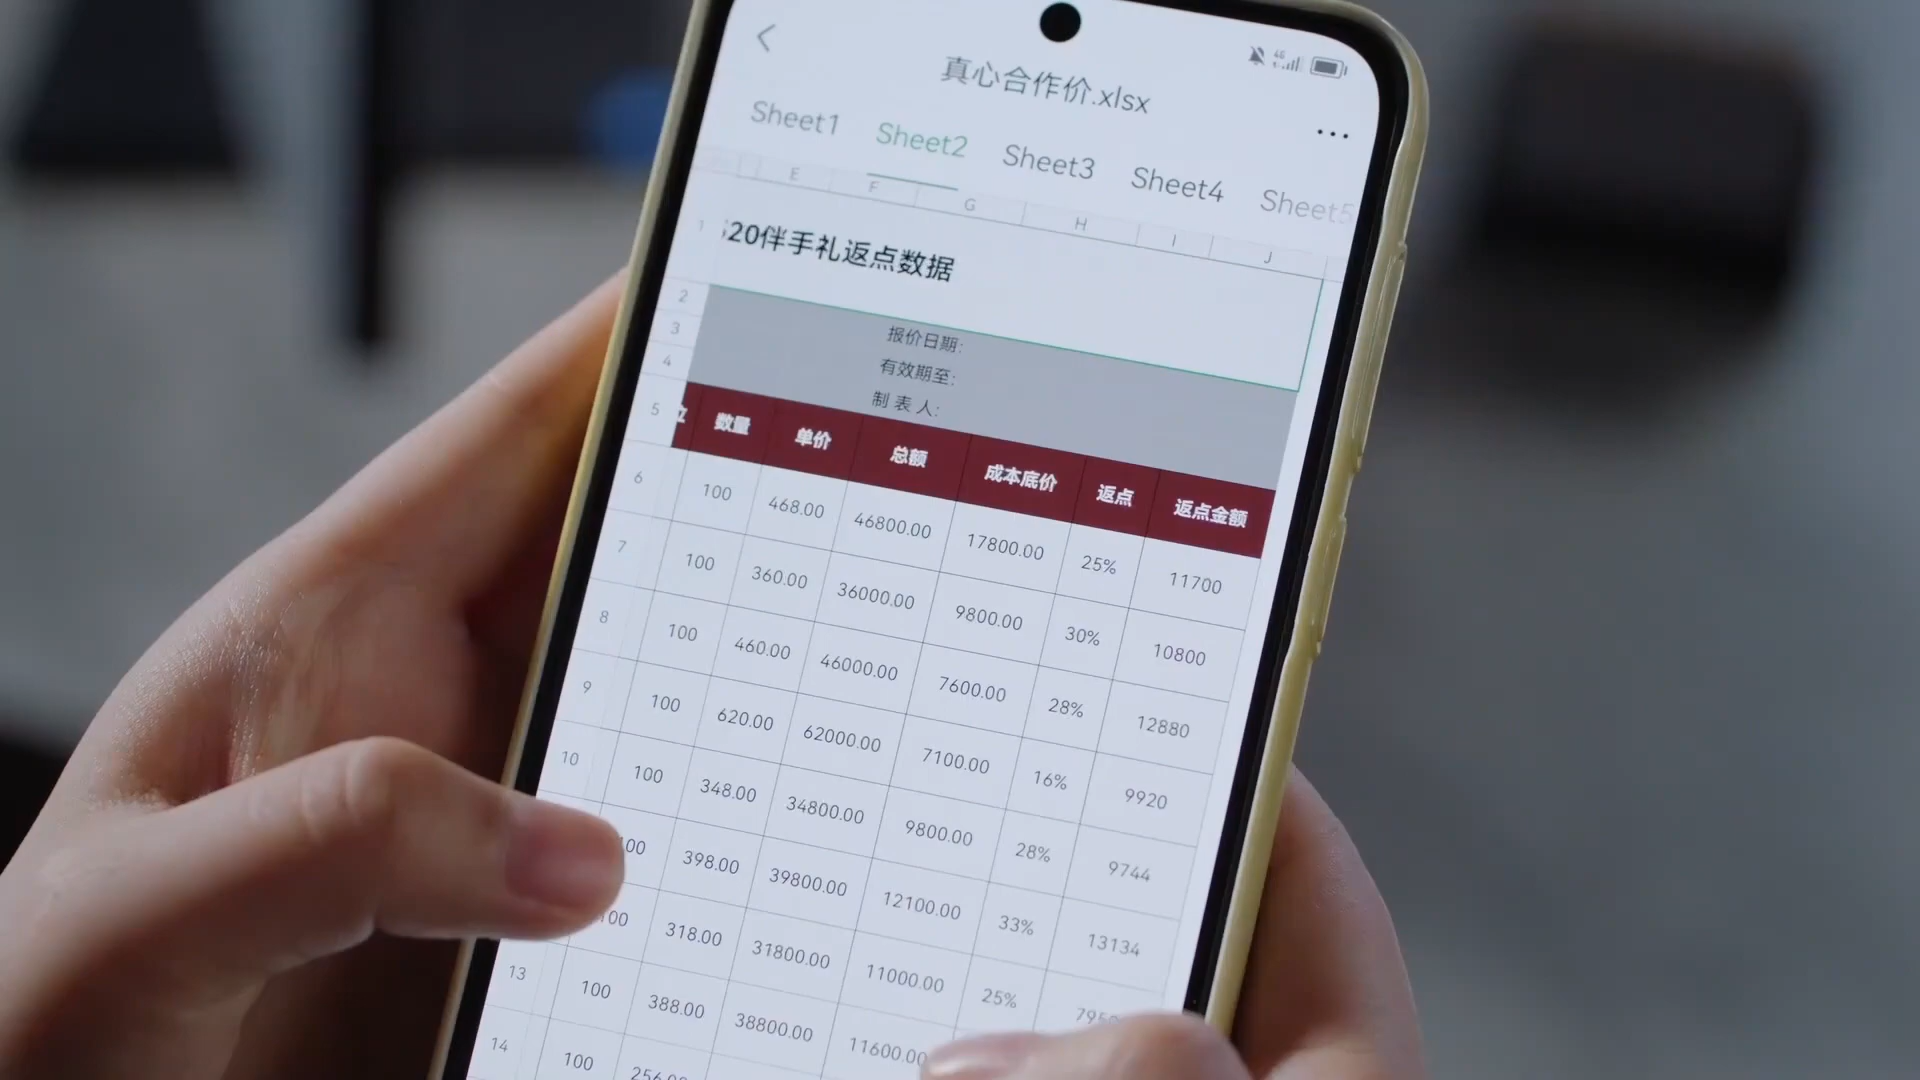 4G
真心合作价.xlsx
Sheet1 Sheet2 Sheet3 Sheet4 Sheet5
E F G H I J
1 20伴手礼返点数据
2 报价日期:
3 有效期至:
4 制 表 人:
5 数量 单价 总额 成本底价 返点 返点金额
6 100 468.00 46800.00 17800.00 25% 11700
7 100 360.00 36000.00 9800.00 30% 10800
8 100 460.00 46000.00 7600.00 28% 12880
9 100 620.00 62000.00 7100.00 16% 9920
10 100 348.00 34800.00 9800.00 28% 9744
398.00 39800.00 12100.00 33% 13134
318.00 31800.00 11000.00 25%
13 100 388.00 38800.00 11600.00
14 100